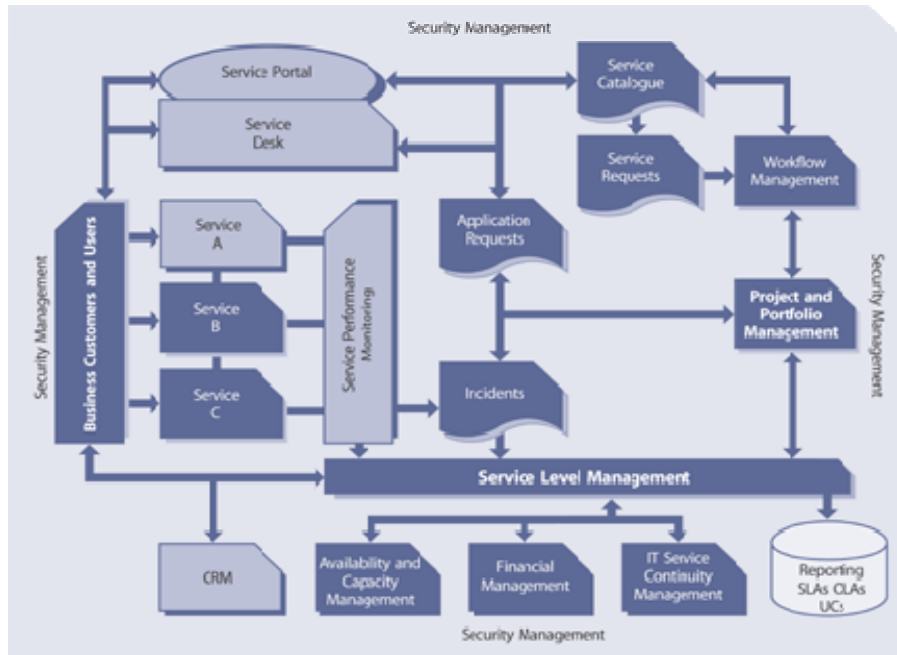 Security Management
Service Portal
Service
Desk
Service
Catalogue
Service
Requests
Workflow
Management
Security Management
Business Customers and Users
Service
A
Service
B
Service
C
Service Performance
Monitoring
Application
Requests
Incidents
Project and
Portfolio
Management
Security Management
Service Level Management
CRM
Availability and
Capacity
Management
Financial
Management
IT Service
Continuity
Management
Reporting
SLAs OLAs
UCs
Security Management